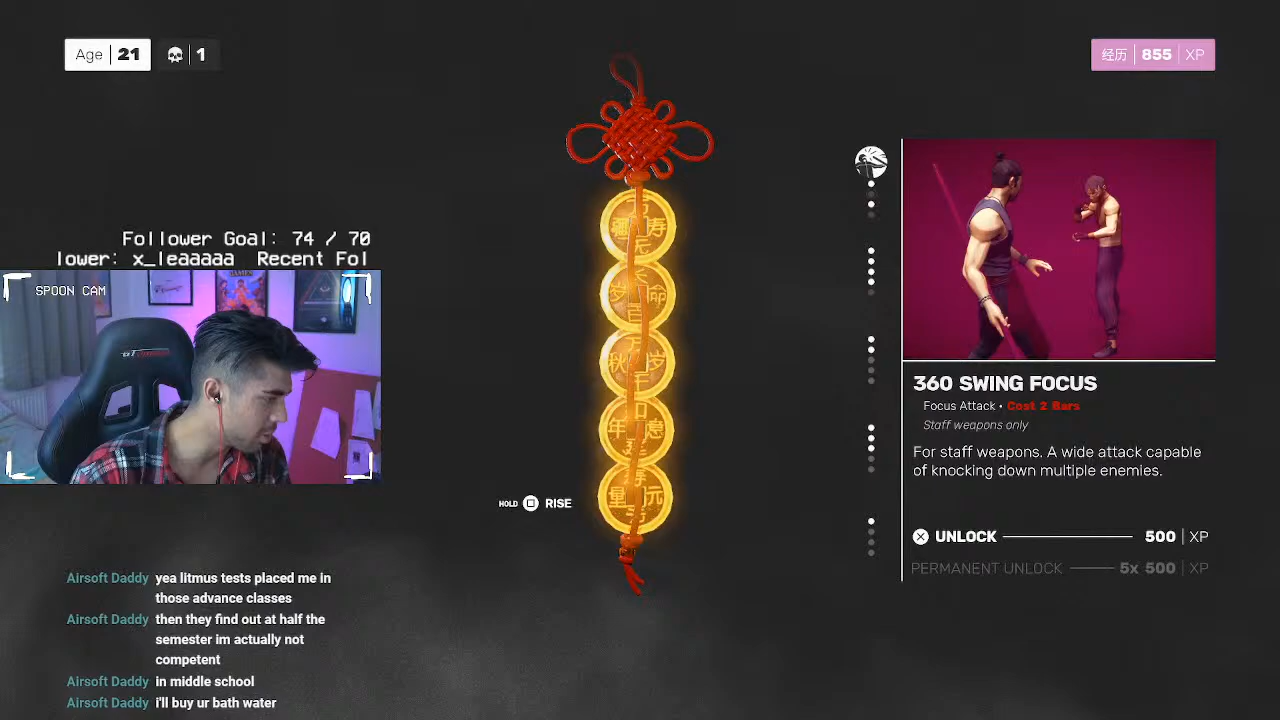 Age 21
1
经历 855 XP
Follower Goal: 74 / 70
lower: x_leaaaaa Recent Fol
SPOON CAM
HOLD RISE
360 SWING FOCUS
Focus Attack • Cost 2 Bars
Staff weapons only
For staff weapons. A wide attack capable
of knocking down multiple enemies.
UNLOCK 500 XP
PERMANENT UNLOCK 5x 500 XP
Airsoft Daddy yea litmus tests placed me in
those advance classes
Airsoft Daddy then they find out at half the
semester im actually not
competent
Airsoft Daddy in middle school
Airsoft Daddy i'll buy ur bath water